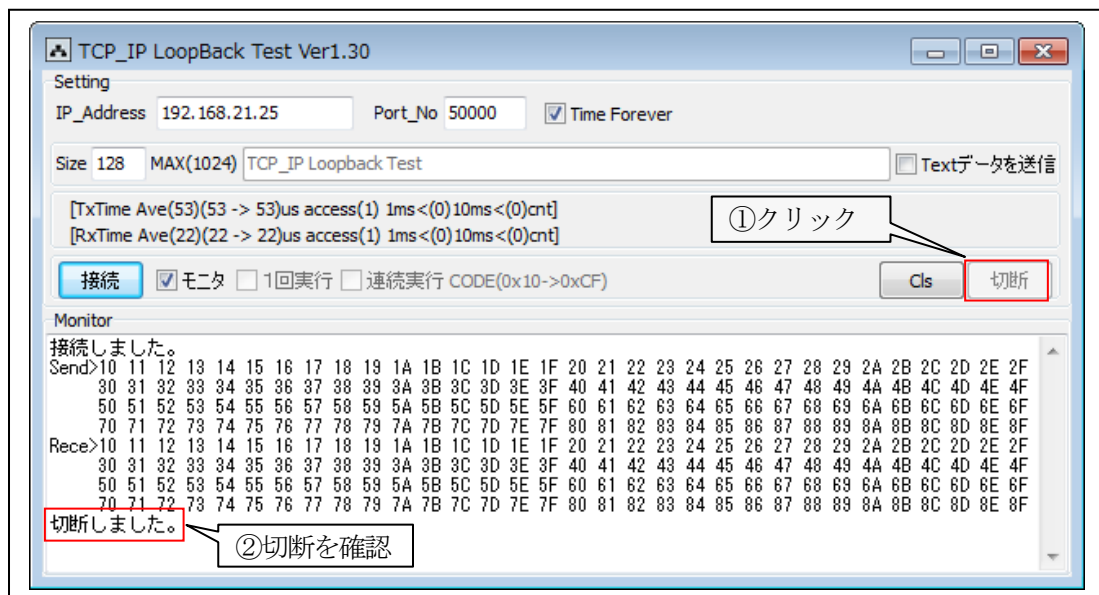 TCP_IP LoopBack Test Ver1.30
Setting
IP_Address 192.168.21.25 Port_No 50000 Time Forever
Size 128 MAX(1024) TCP_IP Loopback Test Textデータを送信
[TxTime Ave(53)(53 -> 53)us access(1) 1ms<(0)10ms<(0)cnt]
[RxTime Ave(22)(22 -> 22)us access(1) 1ms<(0)10ms<(0)cnt]
①クリック
接続 モニタ 1回実行 連続実行 CODE(0x10->0xCF) Cls 切断
Monitor
接続しました。
Send>10 11 12 13 14 15 16 17 18 19 1A 1B 1C 1D 1E 1F 20 21 22 23 24 25 26 27 28 29 2A 2B 2C 2D 2E 2F
30 31 32 33 34 35 36 37 38 39 3A 3B 3C 3D 3E 3F 40 41 42 43 44 45 46 47 48 49 4A 4B 4C 4D 4E 4F
50 51 52 53 54 55 56 57 58 59 5A 5B 5C 5D 5E 5F 60 61 62 63 64 65 66 67 68 69 6A 6B 6C 6D 6E 6F
70 71 72 73 74 75 76 77 78 79 7A 7B 7C 7D 7E 7F 80 81 82 83 84 85 86 87 88 89 8A 8B 8C 8D 8E 8F
Rece>10 11 12 13 14 15 16 17 18 19 1A 1B 1C 1D 1E 1F 20 21 22 23 24 25 26 27 28 29 2A 2B 2C 2D 2E 2F
30 31 32 33 34 35 36 37 38 39 3A 3B 3C 3D 3E 3F 40 41 42 43 44 45 46 47 48 49 4A 4B 4C 4D 4E 4F
50 51 52 53 54 55 56 57 58 59 5A 5B 5C 5D 5E 5F 60 61 62 63 64 65 66 67 68 69 6A 6B 6C 6D 6E 6F
70 71 72 73 74 75 76 77 78 79 7A 7B 7C 7D 7E 7F 80 81 82 83 84 85 86 87 88 89 8A 8B 8C 8D 8E 8F
切断しました。
②切断を確認